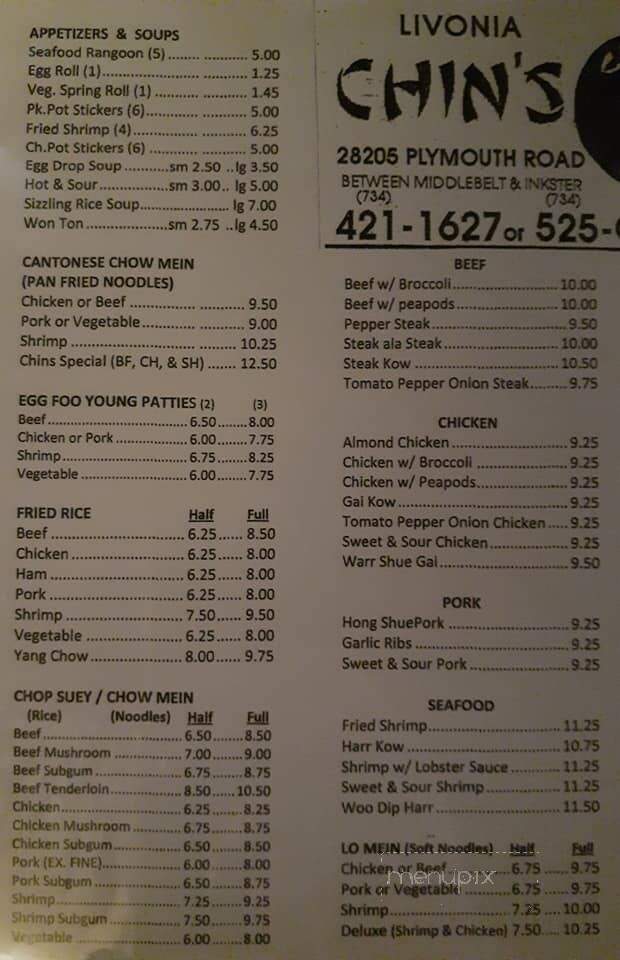 APPETIZERS & SOUPS
Seafood Rangoon (5)....... .......... 5.00
Egg Roll (1)................................ 1.25
Veg. Spring Roll (1) ........... .......... 1.45
Pk.Pot Stickers (6)........................ 5.00
Fried Shrimp (4)........................... 6.25
Ch.Pot Stickers (6) ........... .......... 5.00
Egg Drop Soup ...........sm 2.50 ..lg 3.50
Hot & Sour.................sm 3.00.. lg 5.00
Sizzling Rice Soup...................... lg 7.00
Won Ton .....................sm 2.75 ..lg 4.50
CANTONESE CHOW MEIN
(PAN FRIED NOODLES)
Chicken or Beef ............. ........... 9.50
Pork or Vegetable............ ........... 9.00
Shrimp ........................... ........... 10.25
Chins Special (BF, CH, & SH) ....... 12.50
EGG FOO YOUNG PATTIES (2) (3)
Beef...................................6.50........8.00
Chicken or Pork ..................6.00........7.75
Shrimp................................6.75........8.25
Vegetable ...........................6.00........7.75
FRIED RICE Half Full
Beef .................................. 6.25...... 8.50
Chicken ............................. 6.25...... 8.00
Ham .................................. 6.25...... 8.00
Pork .................................. 6.25...... 8.00
Shrimp .............................. 7.50...... 9.50
Vegetable .......................... 6.25...... 8.00
Yang Chow ........................ 8.00...... 9.75
CHOP SUEY / CHOW MEIN
(Rice) (Noodles) Half Full
Beef................................... 6.50........8.50
Beef Mushroom ................. 7.00........9.00
Beef Subgum ..................... 6.75........8.75
Beef Tenderloin.................. 8.50......10.50
Chicken.............................. 6.25 .......8.25
Chicken Mushroom ............ 6.75........8.75
Chicken Subgum................. 6.50........8.50
Pork (EX. FINE).................... 6.00........8.00
Pork Subgum ..................... 6.50........8.75
Shrimp............................... 7.25........9.25
Shrimp Subgum ................. 7.50........9.75
Vegetable .......................... 6.00........8.00
LIVONIA
CHIN'S
28205 PLYMOUTH ROAD
BETWEEN MIDDLEBELT & INKSTER
(734) (734)
421-1627 or 525-
BEEF
Beef w/ Broccoli......................... 10.00
Beef w/ peapods........................ 10.00
Pepper Steak...............................9.50
Steak ala Steak.......................... 10.00
Steak Kow ................................ 10.50
Tomato Pepper Onion Steak.........9.75
CHICKEN
Almond Chicken ..........................9.25
Chicken w/ Broccoli .....................9.25
Chicken w/ Peapods.....................9.25
Gai Kow.......................................9.25
Tomato Pepper Onion Chicken .....9.25
Sweet & Sour Chicken..................9.25
Warr Shue Gai.............................9.50
PORK
Hong ShuePork ...........................9.25
Garlic Ribs ...................................9.25
Sweet & Sour Pork .......................9.25
SEAFOOD
Fried Shrimp..............................11.25
Harr Kow ..................................10.75
Shrimp w/ Lobster Sauce ...........11.25
Sweet & Sour Shrimp.................11.25
Woo Dip Harr............................11.50
LO MEIN (Soft Noodles) Half Full
Chicken or Beef................6.75 ..... 9.75
Pork or Vegetable.............6.75 ..... 9.75
Shrimp..............................7.25 .... 10.00
Deluxe (Shrimp & Chicken) 7.50.... 10.25
menupix